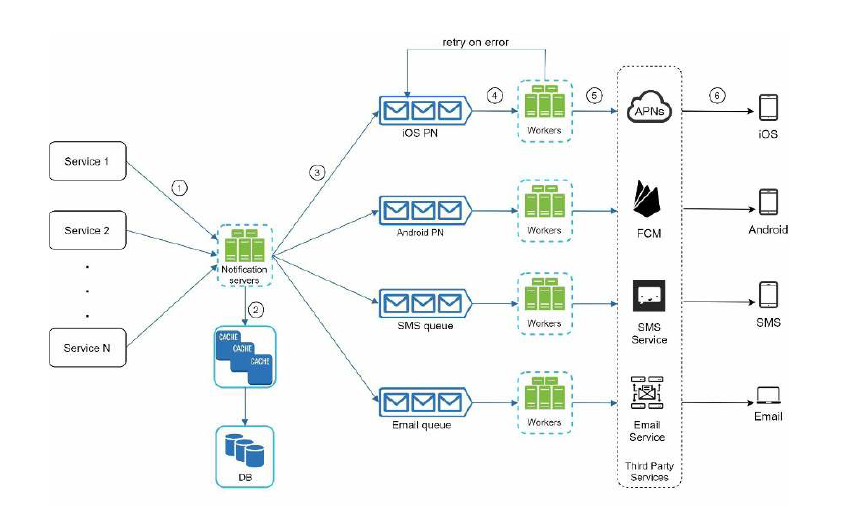 retry on error
4
5
6
APNs
iOS PN
Workers
iOS
3
Service 1
1
Service 2
Android PN
Workers
FCM
Android
Notification
servers
.
.
.
2
SMS queue
Workers
SMS
Service
SMS
Service N
CACHE
CACHE
CACHE
Email queue
Workers
Email
Service
Email
DB
Third Party
Services